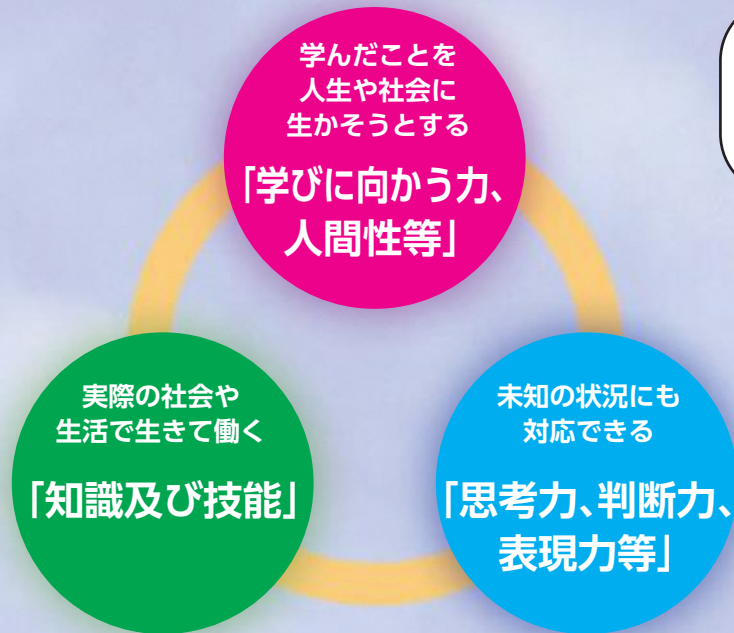 学んだことを
人生や社会に
生かそうとする
「学びに向かう力、
人間性等」
実際の社会や
生活で生きて働く
「知識及び技能」
未知の状況にも
対応できる
「思考力、判断力、
表現力等」